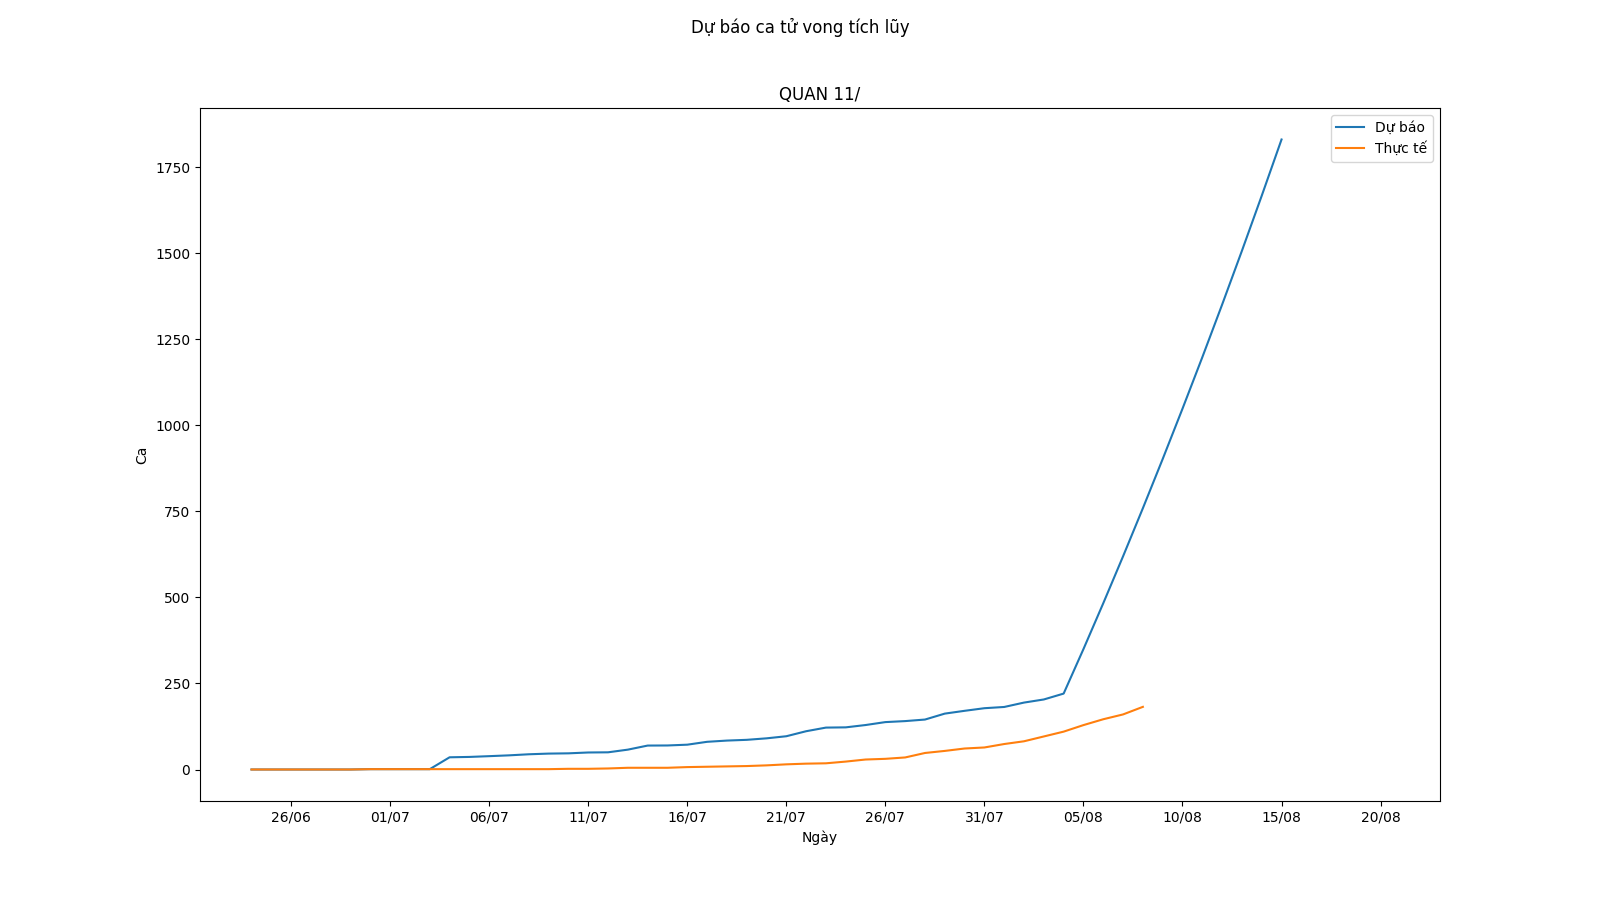 Dự báo ca tử vong tích lũy
QUAN 11/
Dự báo
Thực tế
1750
1500
1250
1000
750
500
250
0
Ca
26/06 01/07 06/07 11/07 16/07 21/07 26/07 31/07 05/08 10/08 15/08 20/08
Ngày